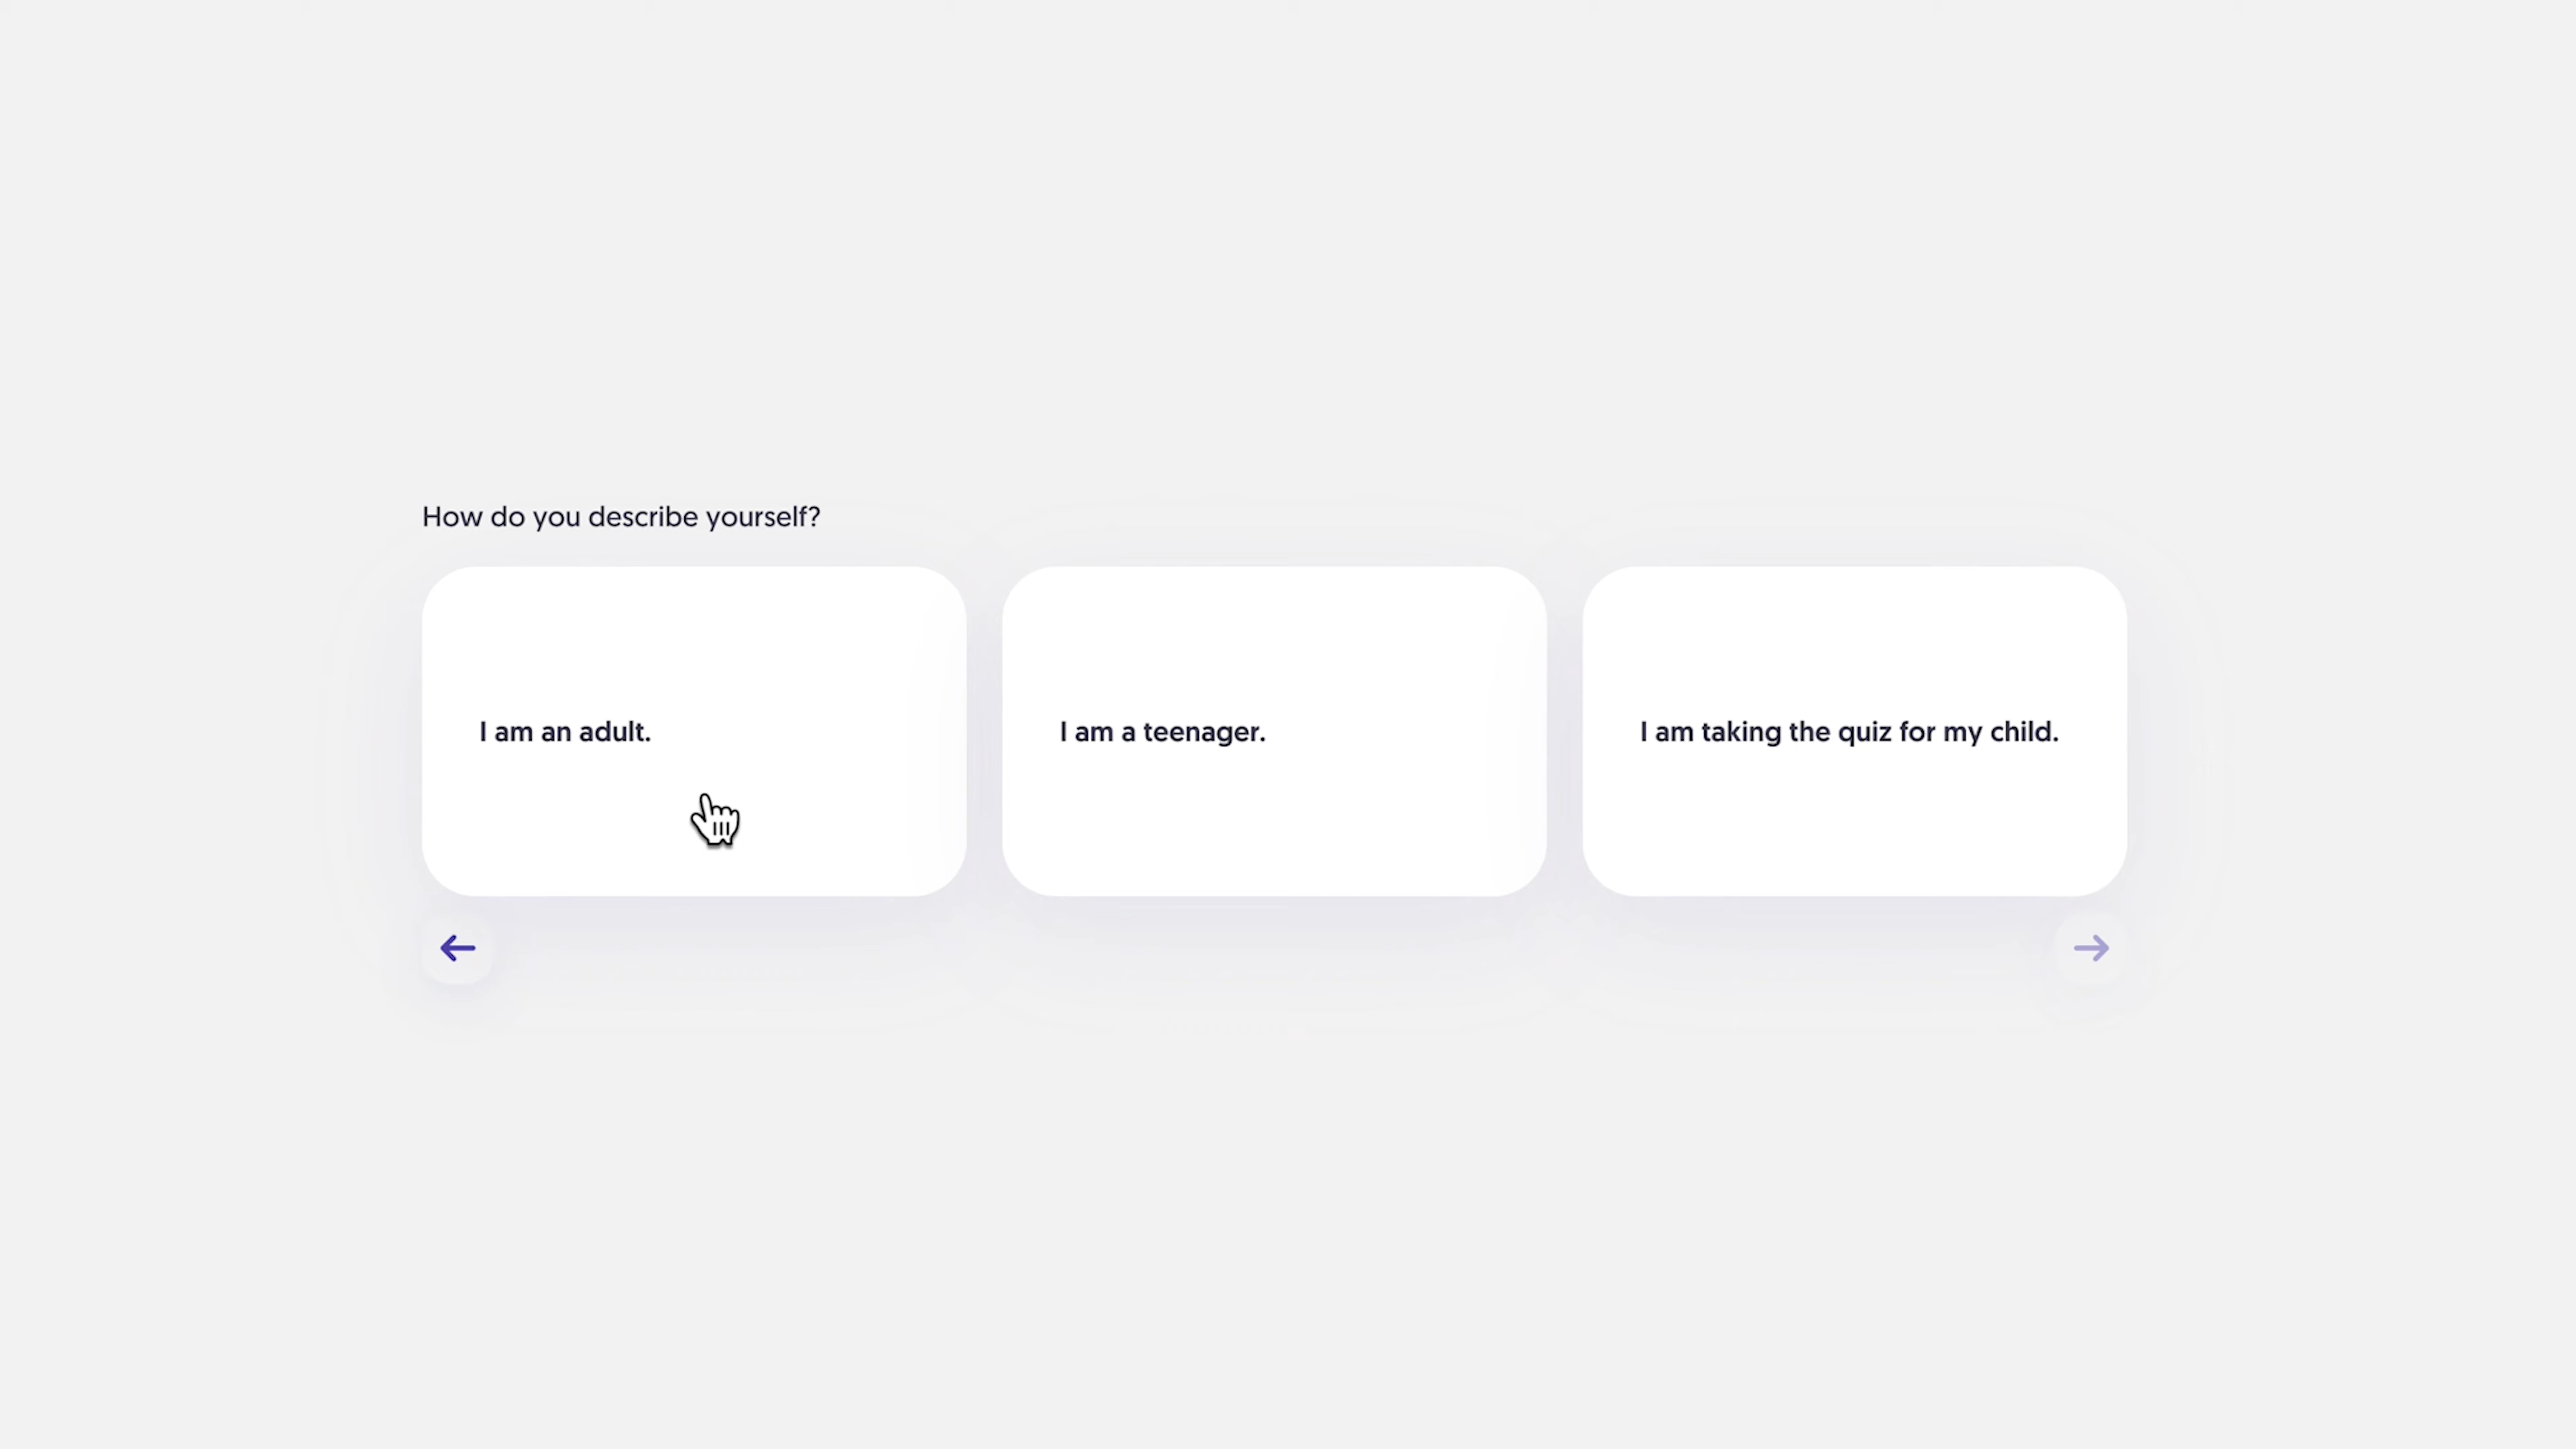 How do you describe yourself?
I am an adult.
I am a teenager.
I am taking the quiz for my child.